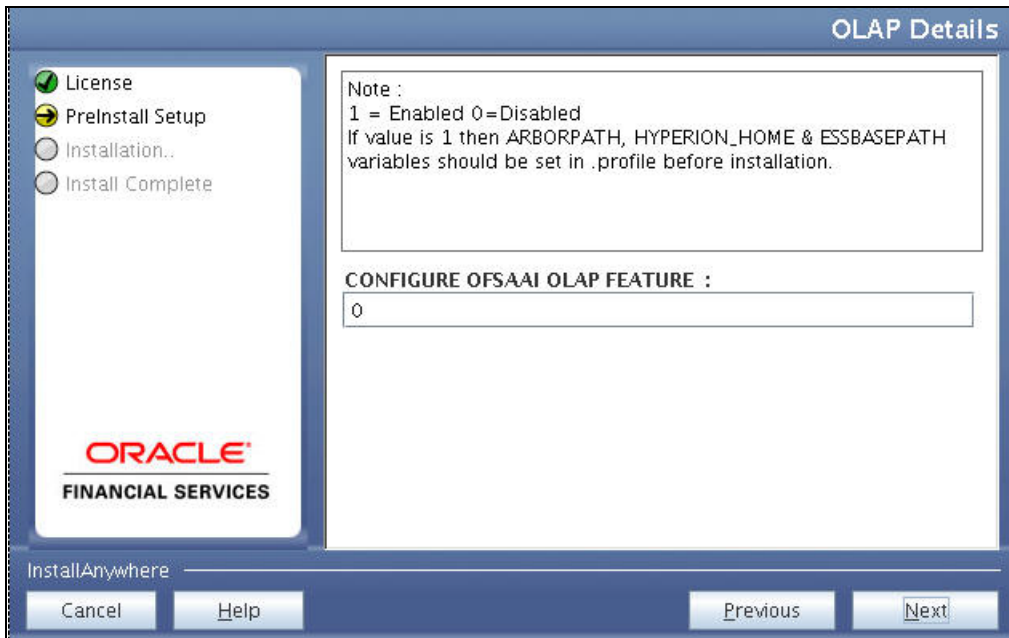 OLAP Details
License
PreInstall Setup
Installation..
Install Complete
Note :
1 = Enabled 0=Disabled
If value is 1 then ARBORPATH, HYPERION_HOME & ESSBASEPATH
variables should be set in .profile before installation.
CONFIGURE OFSAAI OLAP FEATURE :
0
ORACLE
FINANCIAL SERVICES
InstallAnywhere
Cancel
Help
Previous
Next